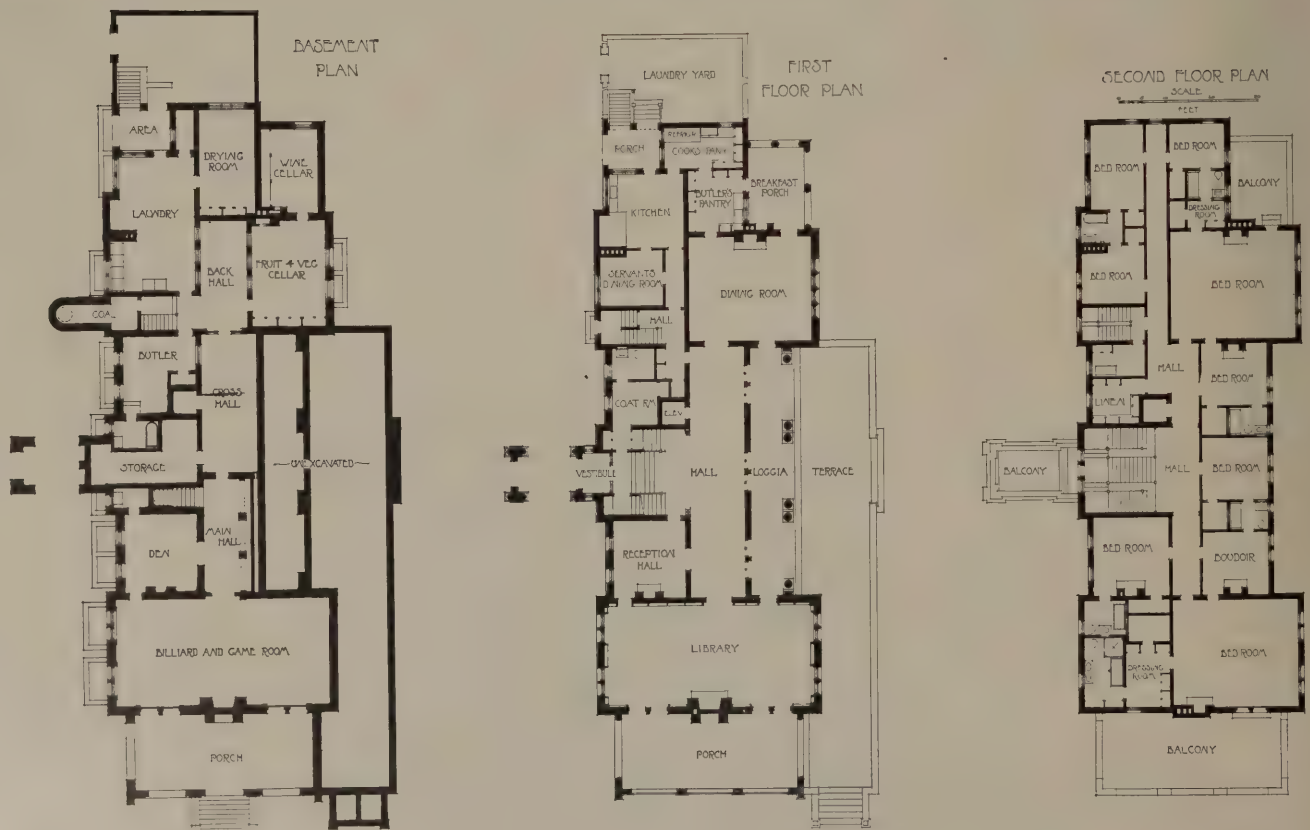 BASEMENT
PLAN
AREA
DRYING
ROOM
WINE
CELLAR
LAUNDRY
BACK
HALL
FRUIT & VEG
CELLAR
COAL
BUTLER
CROSS
HALL
STORAGE
UNEXCAVATED
MAIN
HALL
DEN
BILLIARD AND GAME ROOM
PORCH
FIRST
FLOOR PLAN
LAUNDRY YARD
PORCH
REFRIGR
COOKS PANT
KITCHEN
BUTLER'S
PANTRY
BREAKFAST
PORCH
SERVANTS
DINING ROOM
DINING ROOM
HALL
COAT RM
ELEV
VESTIBULE
HALL
LOGGIA
TERRACE
RECEPTION
HALL
LIBRARY
PORCH
SECOND FLOOR PLAN
SCALE
FEET
BED ROOM
BED ROOM
BALCONY
DRESSING
ROOM
BED ROOM
BED ROOM
HALL
BED ROOM
LINEN
BALCONY
HALL
BED ROOM
BED ROOM
BOUDOIR
DRESSING
ROOM
BED ROOM
BALCONY